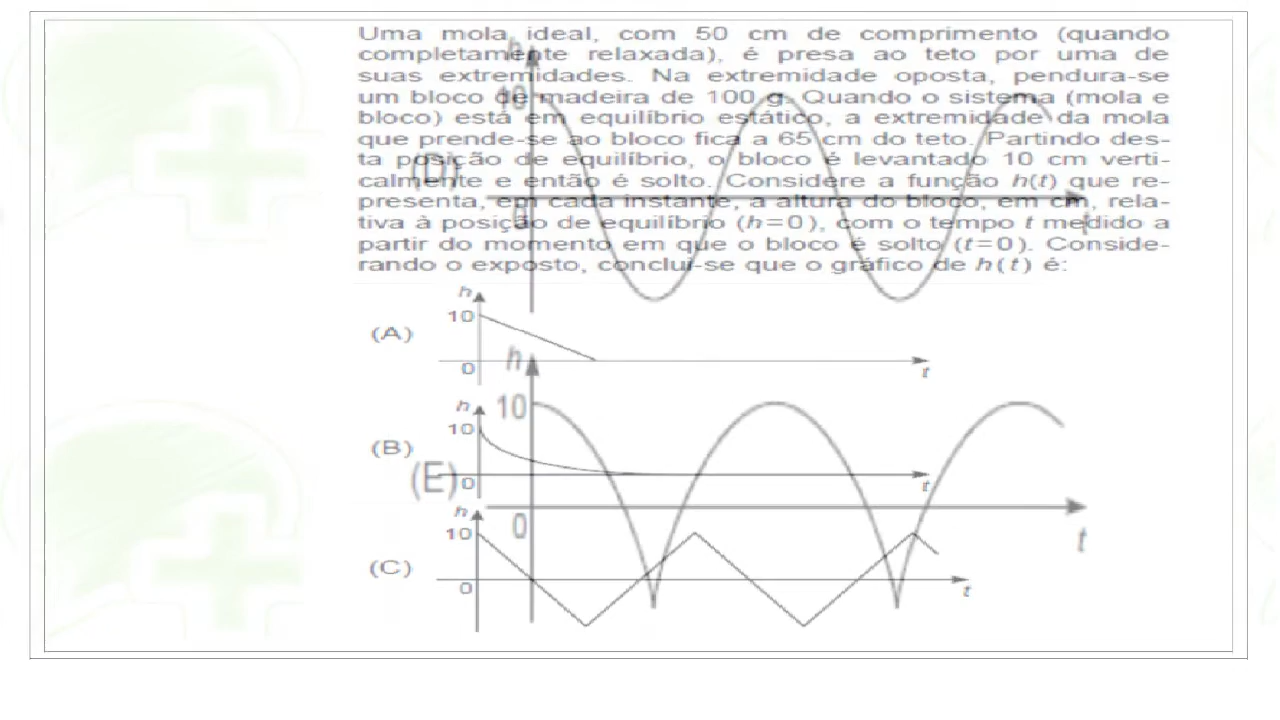 Uma mola ideal, com 50 cm de comprimento (quando
completamente relaxada), é presa ao teto por uma de
suas extremidades. Na extremidade oposta, pendura-se
um bloco de madeira de 100 g. Quando o sistema (mola e
bloco) está em equilíbrio estático, a extremidade da mola
que prende-se ao bloco fica a 65 cm do teto. Partindo des-
ta posição de equilíbrio, o bloco é levantado 10 cm verti-
calmente e então é solto. Considere a função h(t) que re-
presenta, em cada instante, a altura do bloco, em cm, rela-
tiva à posição de equilíbrio (h=0), com o tempo t medido a
partir do momento em que o bloco é solto (t=0). Conside-
rando o exposto, conclui-se que o gráfico de h(t) é:
h
10
(D)
0
t
h
10
(A)
0
t
h
10
(B)
0
t
h
10
(E)
0
t
h
10
(C)
0
t